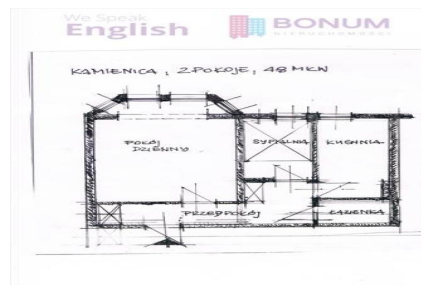 We Speak
English
BONUM
NIERUCHOMOŚCI
KAMIENICA, 2 POKOJE, 48 MKW
POKÓJ
DZIENNY
SYPIALNIA
KUCHNIA
PRZEDPOKÓJ
ŁAZIENKA